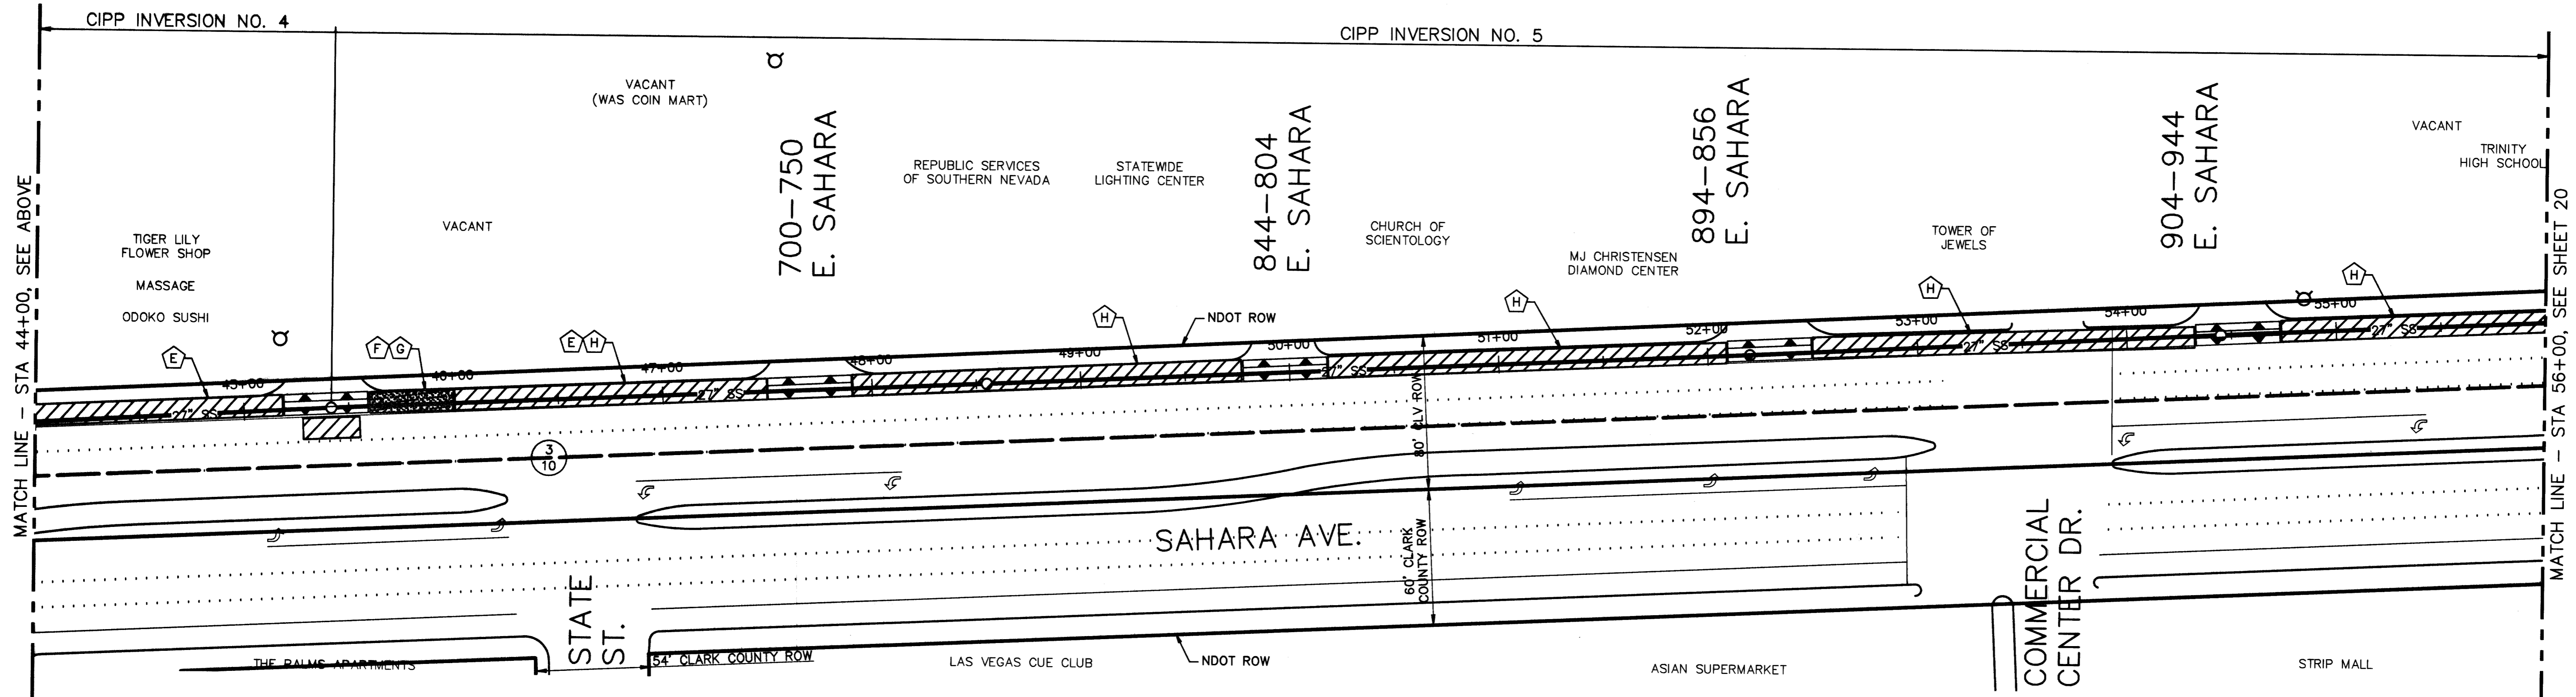 CIPP INVERSION NO. 4
CIPP INVERSION NO. 5
MATCH LINE - STA 44+00, SEE ABOVE
VACANT
(WAS COIN MART)
700-750
E. SAHARA
REPUBLIC SERVICES
OF SOUTHERN NEVADA
STATEWIDE
LIGHTING CENTER
844-804
E. SAHARA
894-856
E. SAHARA
904-944
E. SAHARA
VACANT
TRINITY
HIGH SCHOOL
TIGER LILY
FLOWER SHOP
MASSAGE
ODOKO SUSHI
VACANT
CHURCH OF
SCIENTOLOGY
MJ CHRISTENSEN
DIAMOND CENTER
TOWER OF
JEWELS
E
F G
E H
H
NDOT ROW
H
H
H
45+00
46+00
47+00
48+00
49+00
50+00
51+00
52+00
53+00
54+00
55+00
27" SS
27" SS
27" SS
27" SS
27" SS
3
10
80' CLV ROW
60' CLARK
COUNTY ROW
SAHARA AVE.
STATE
ST.
COMMERCIAL
CENTER DR.
THE PALMS APARTMENTS
54' CLARK COUNTY ROW
LAS VEGAS CUE CLUB
NDOT ROW
ASIAN SUPERMARKET
STRIP MALL
MATCH LINE - STA 56+00, SEE SHEET 20